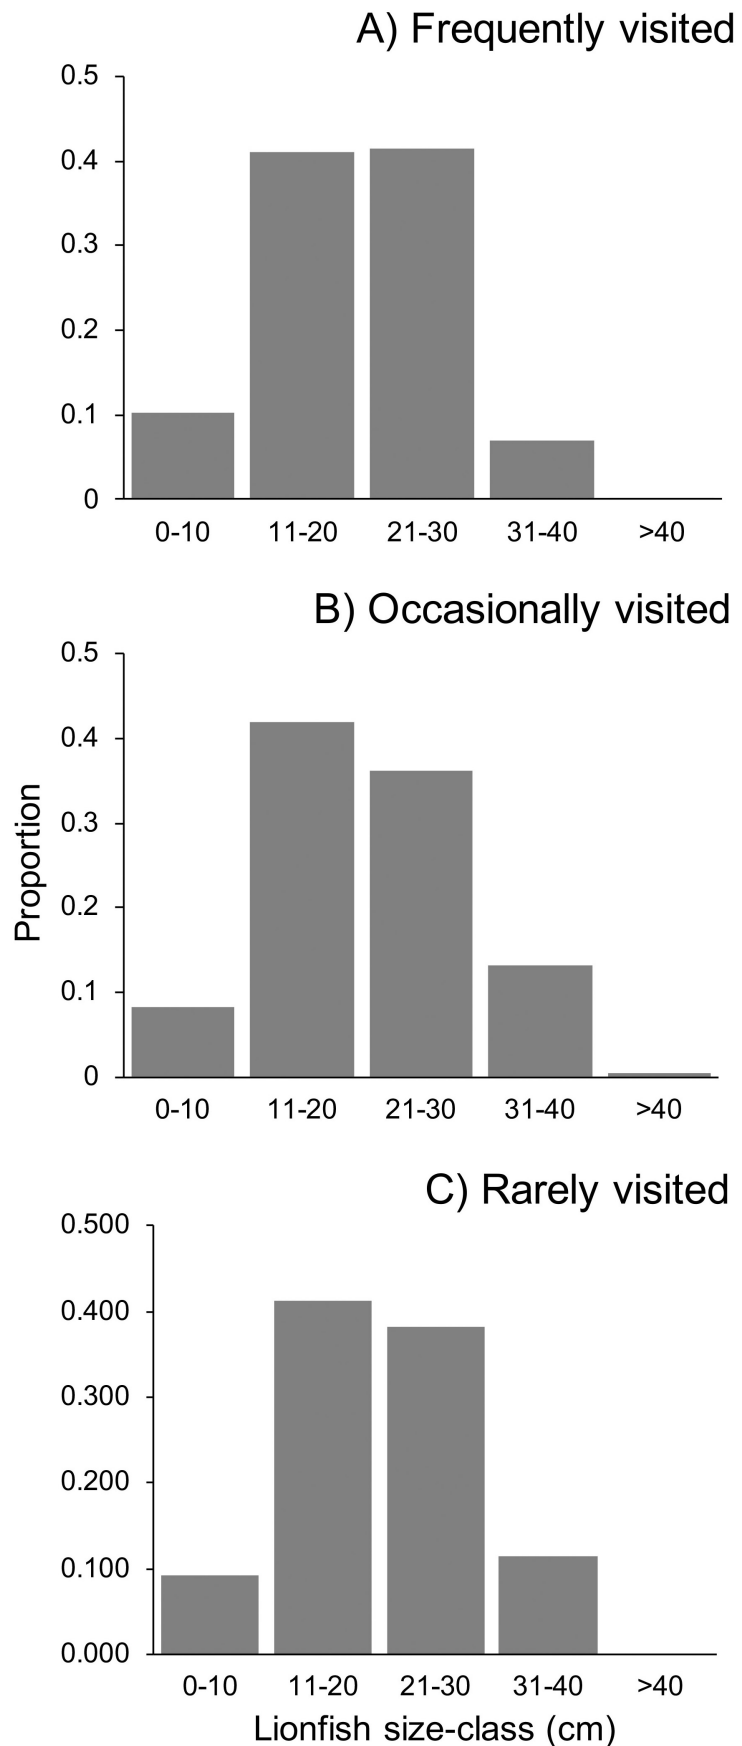 A) Frequently visited
0.5
0.4
0.3
0.2
0.1
0
0-10 11-20 21-30 31-40 >40
B) Occasionally visited
Proportion
0.5
0.4
0.3
0.2
0.1
0
0-10 11-20 21-30 31-40 >40
C) Rarely visited
0.500
0.400
0.300
0.200
0.100
0.000
0-10 11-20 21-30 31-40 >40
Lionfish size-class (cm)